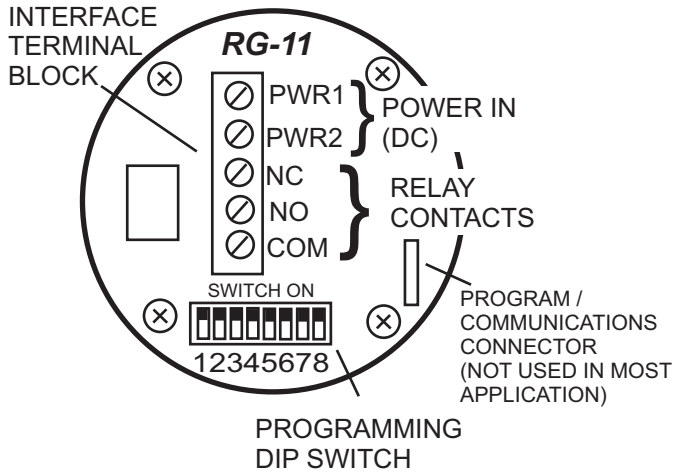 INTERFACE
TERMINAL
BLOCK
RG-11
PWR1
PWR2
POWER IN
(DC)
NC
NO
COM
RELAY
CONTACTS
SWITCH ON
12345678
PROGRAM /
COMMUNICATIONS
CONNECTOR
(NOT USED IN MOST
APPLICATION)
PROGRAMMING
DIP SWITCH